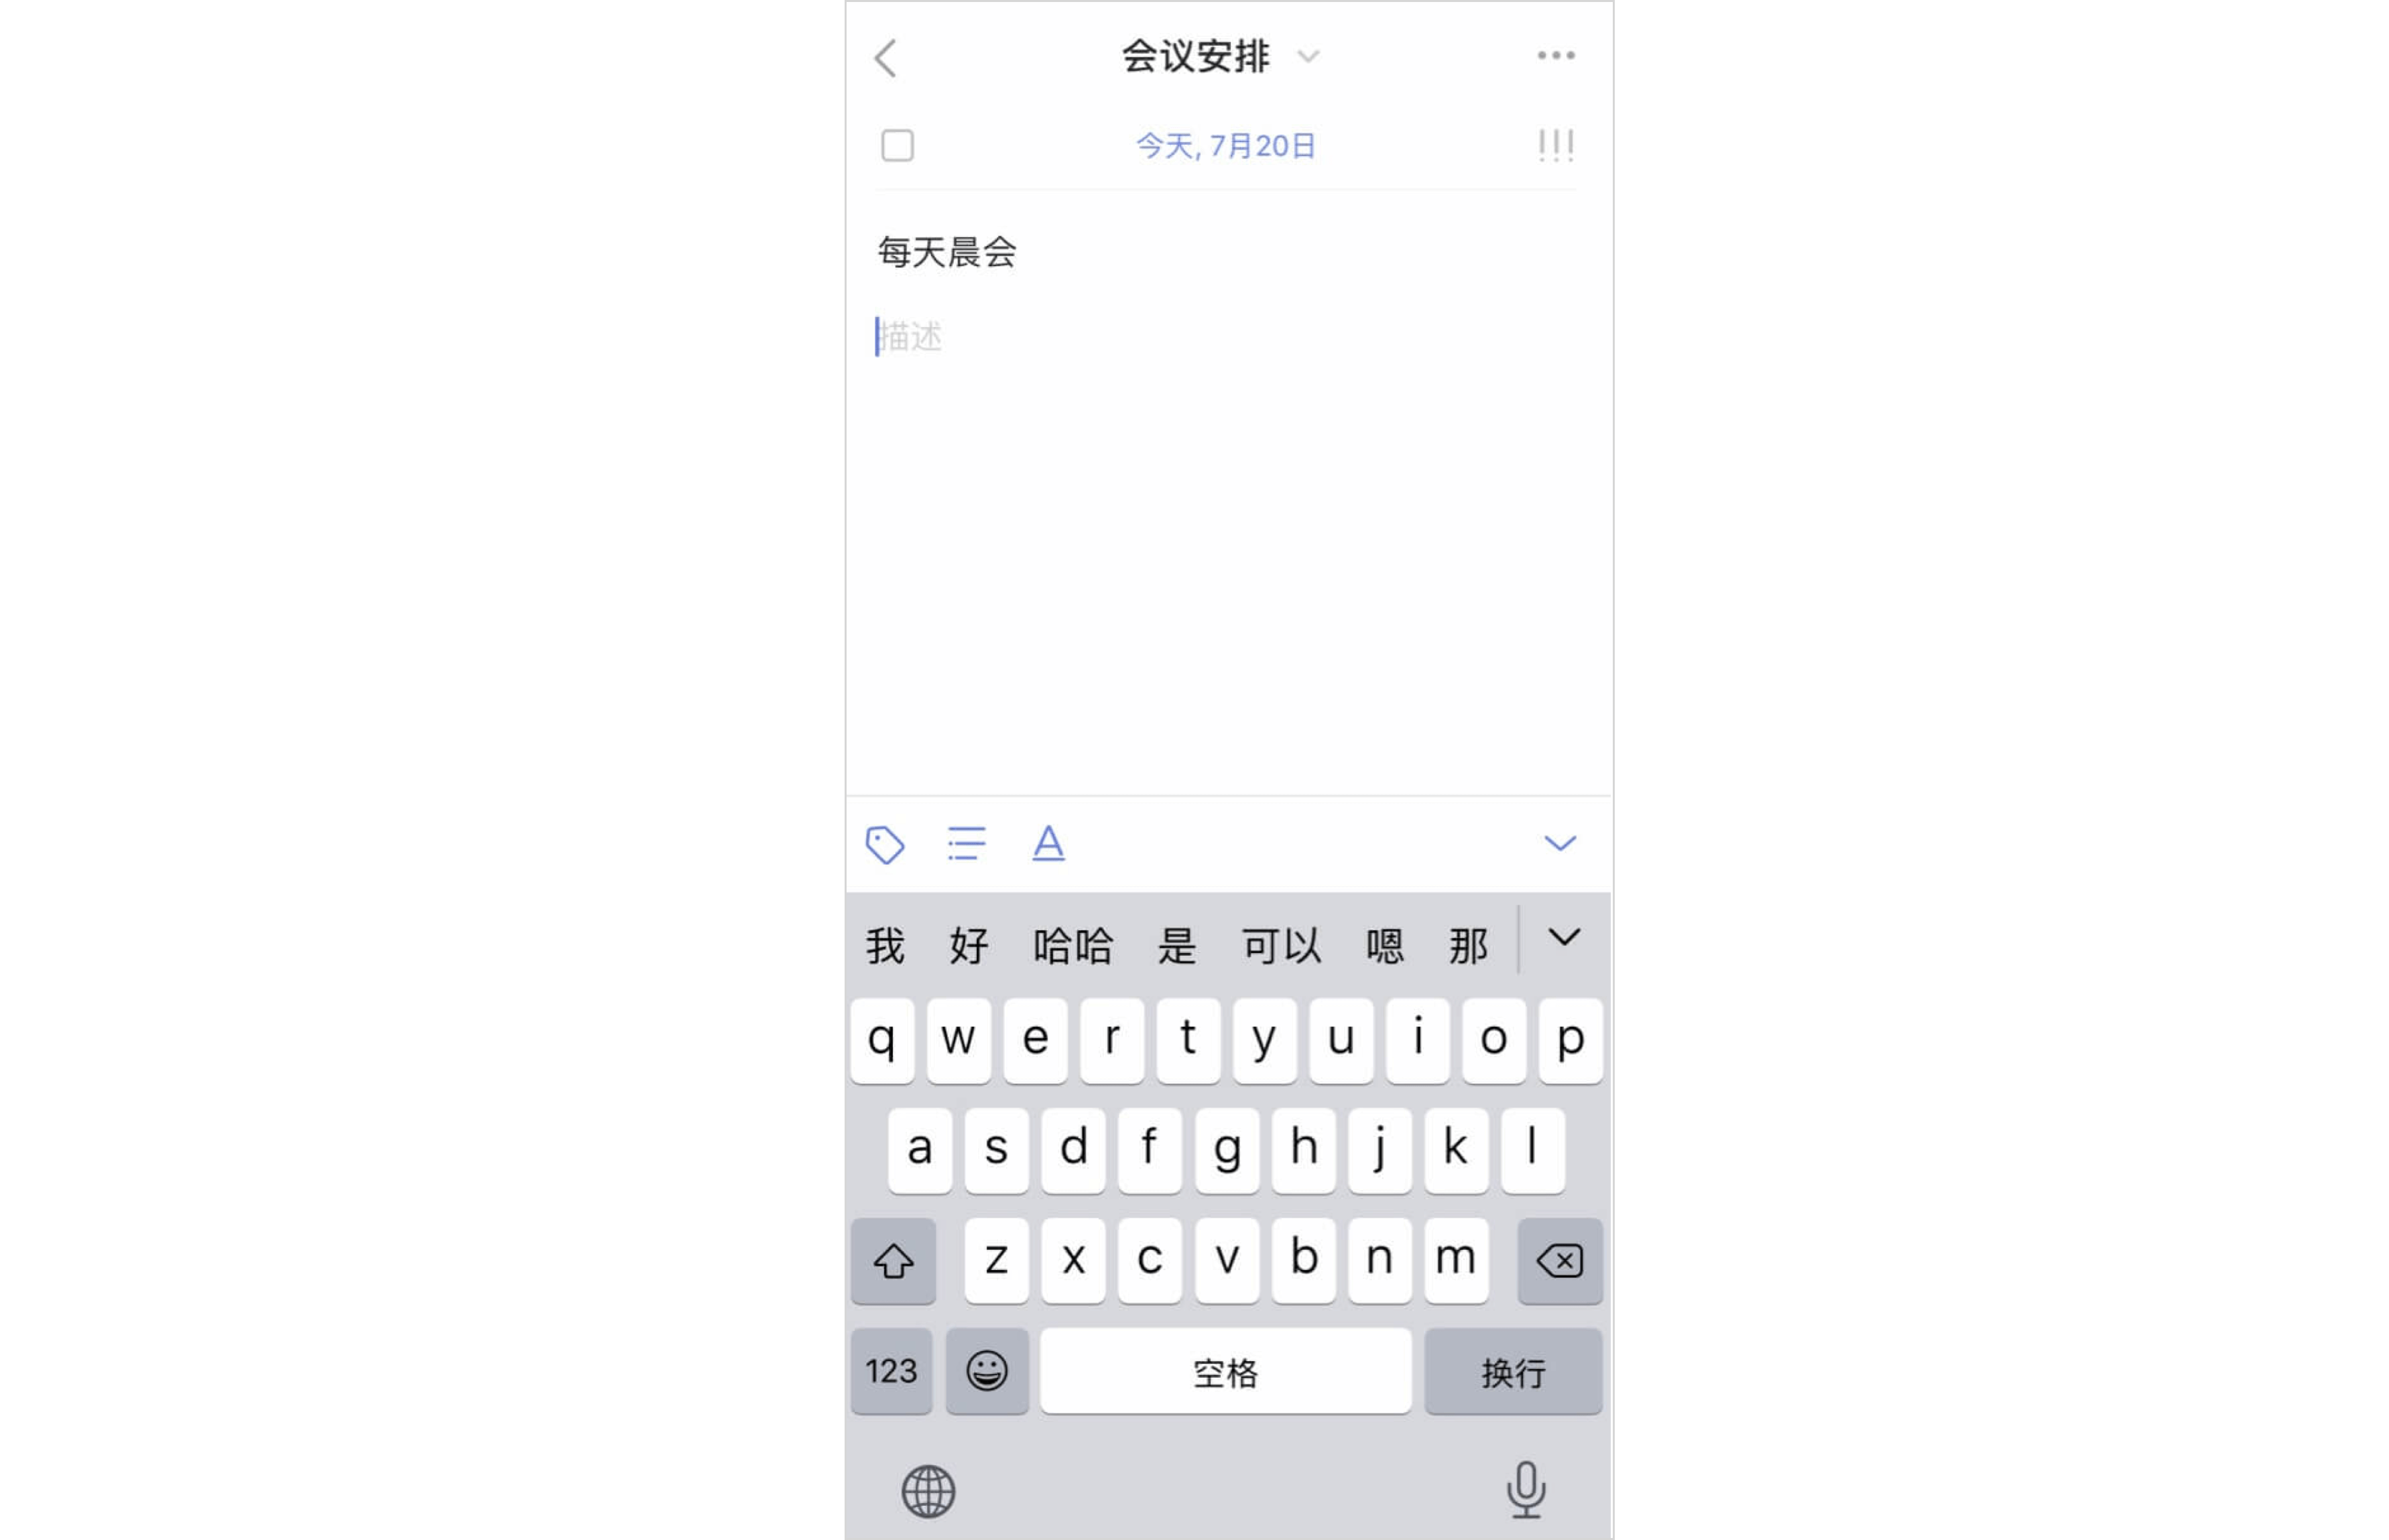 会议安排
今天, 7月20日
!!!
每天晨会
描述
我 好 哈哈 是 可以 嗯 那
q w e r t y u i o p
a s d f g h j k l
z x c v b n m
123 空格 换行